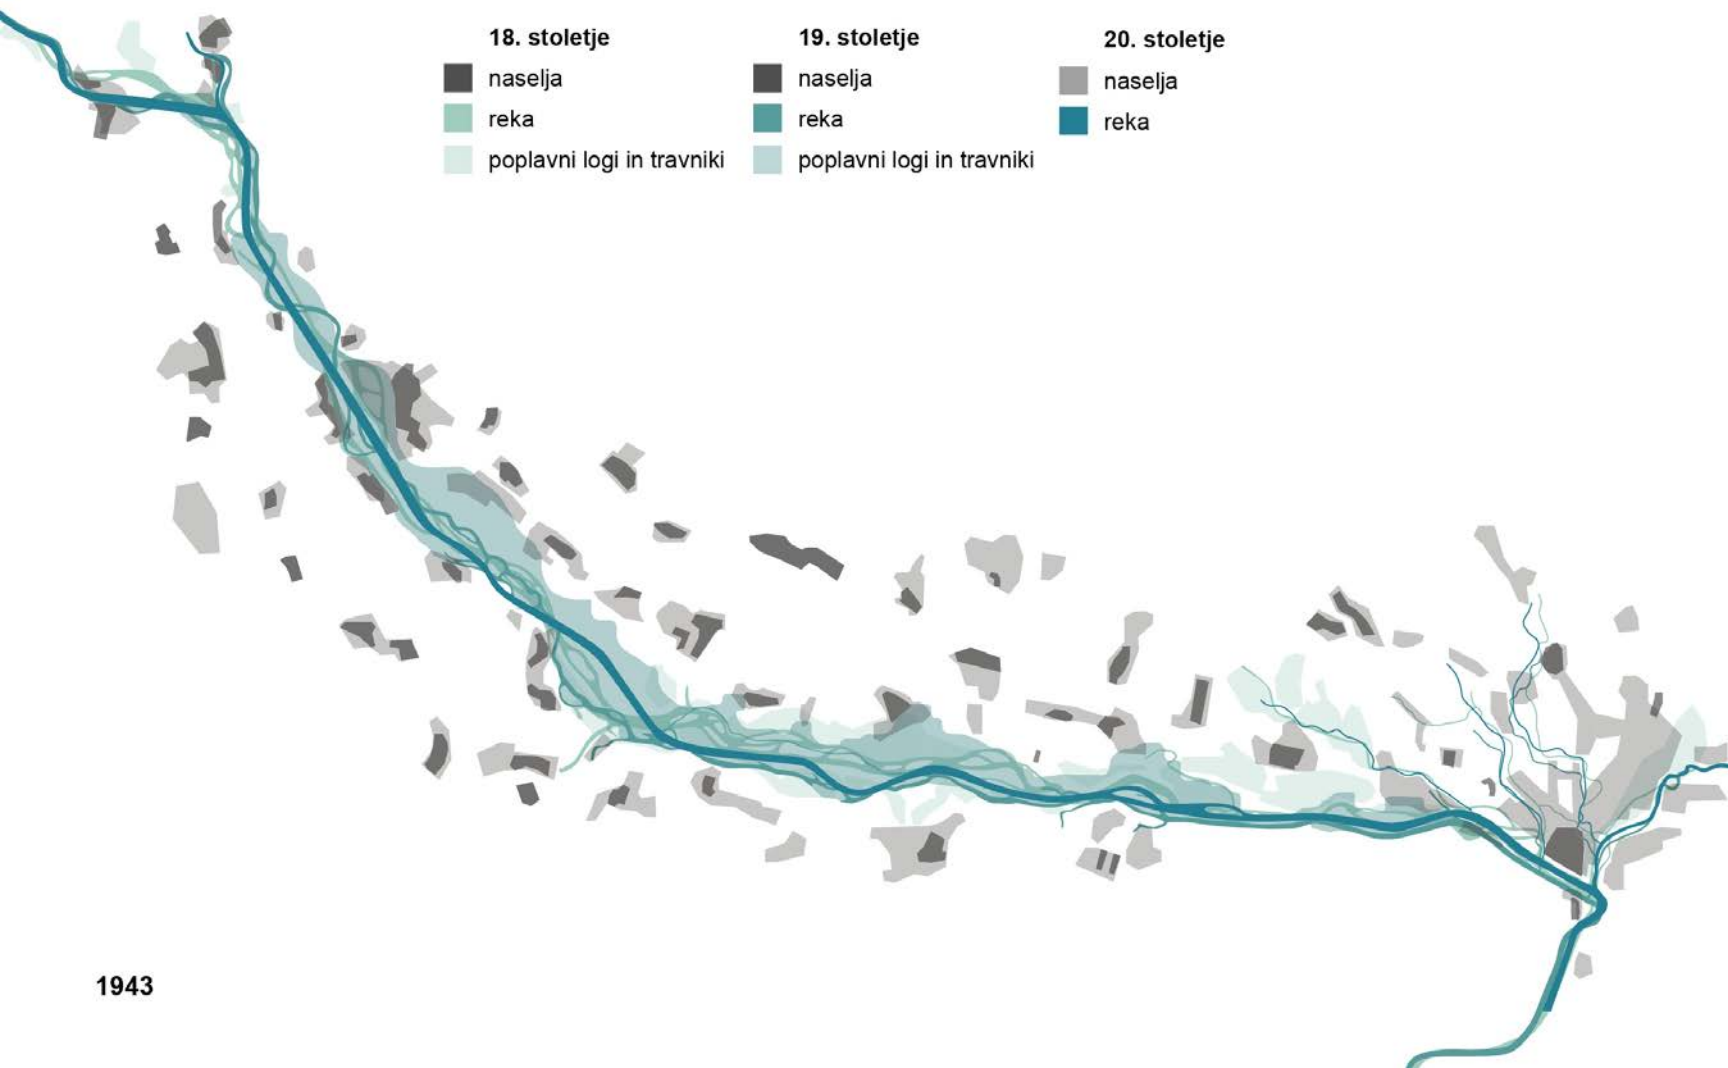 18. stoletje
naselja
reka
poplavni logi in travniki
19. stoletje
naselja
reka
poplavni logi in travniki
20. stoletje
naselja
reka
1943